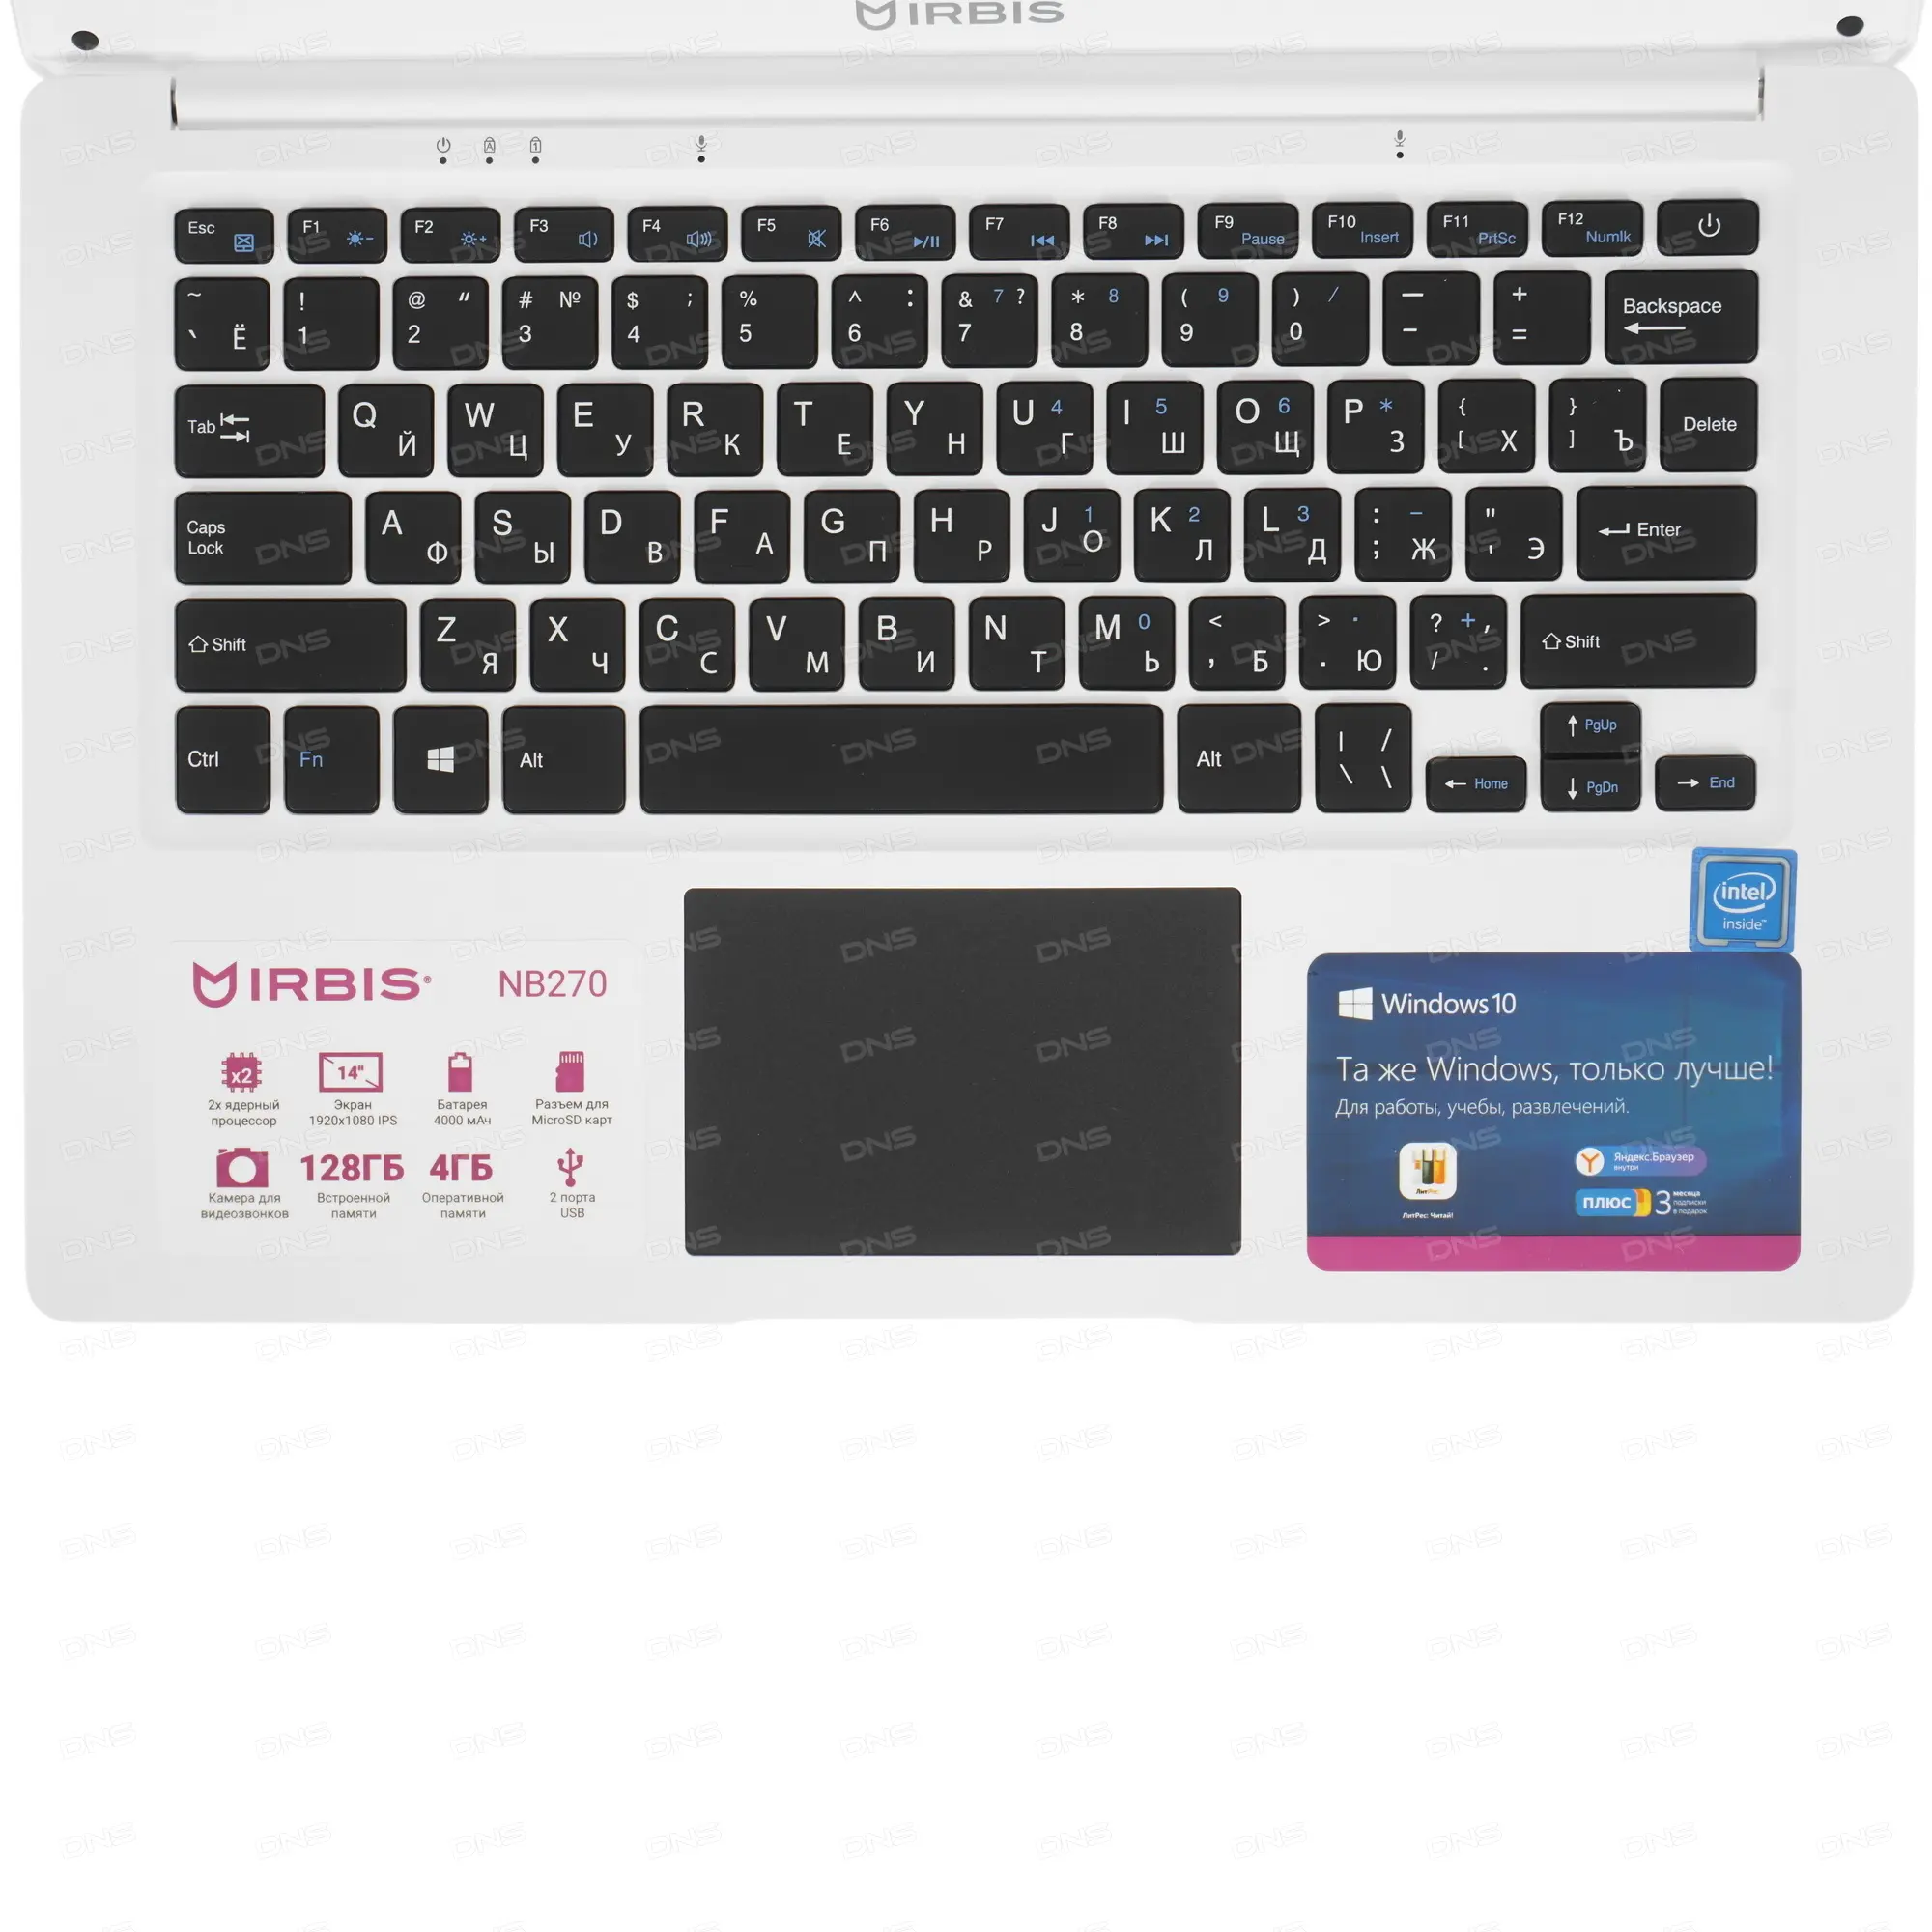 IRBIS
Esc F1 F2 F3 F4 F5 F6 F7 F8 F9 Pause F10 Insert F11 PrtSc F12 Numlk
~ ` Ё ! 1 @ “ 2 # № 3 $ ; 4 % 5 ^ : 6 & 7 ? 7 * 8 8 ( 9 9 ) / 0 — - + = Backspace
Tab Q Й W Ц E У R К T Е Y Н U 4 Г I 5 Ш O 6 Щ P * З { [ Х } ] Ъ Delete
Caps Lock A Ф S Ы D В F А G П H Р J 1 О K 2 Л L 3 Д : - ; Ж " ' Э Enter
Shift Z Я X Ч C С V М B И N Т M 0 Ь < , Б > . . Ю ? + , / . Shift
Ctrl Fn Alt Alt | / \ \ Home PgUp PgDn End
intel
inside™
IRBIS® NB270
x2 14"
2х ядерный процессор
Экран 1920x1080 IPS
Батарея 4000 мАч
Разъем для MicroSD карт
Камера для видеозвонков
128ГБ Встроенной памяти
4ГБ Оперативной памяти
2 порта USB
Windows 10
Та же Windows, только лучше!
Для работы, учебы, развлечений.
ЛитРес:
ЛитРес: Читай!
Яндекс.Браузер
внутри
плюс 3 месяца
подписки
в подарок
DNS